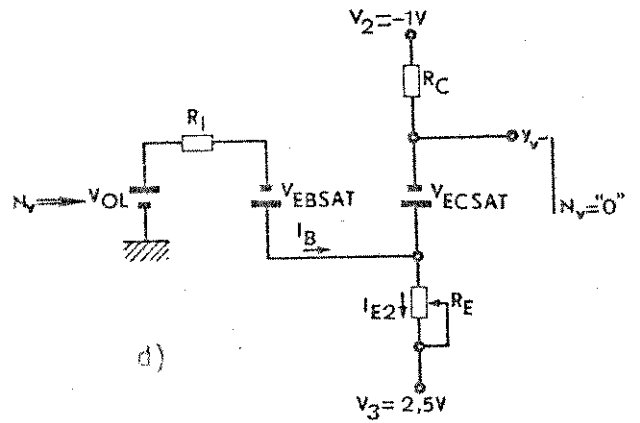 V2=-1V
RC
R1
yv
Nv VOL VEBSAT VECSAT Nv="0"
IB
IE2 RE
d)
V3= 2,5V